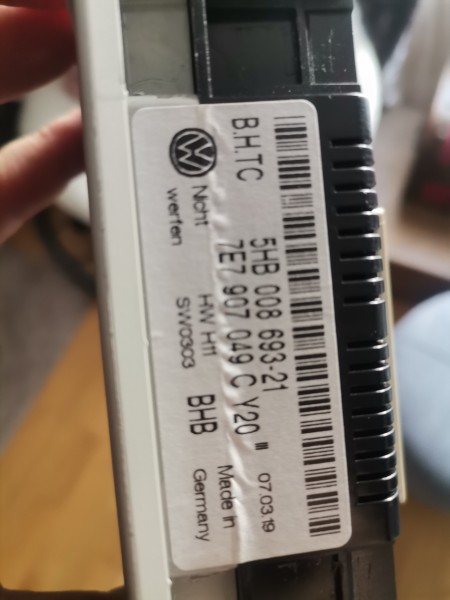 B.H.TC 5HB 008 693-21 07.03.19
7E7 907 049 C Y20
Nicht HW H11 Made in
werfen SW0303 BHB Germany